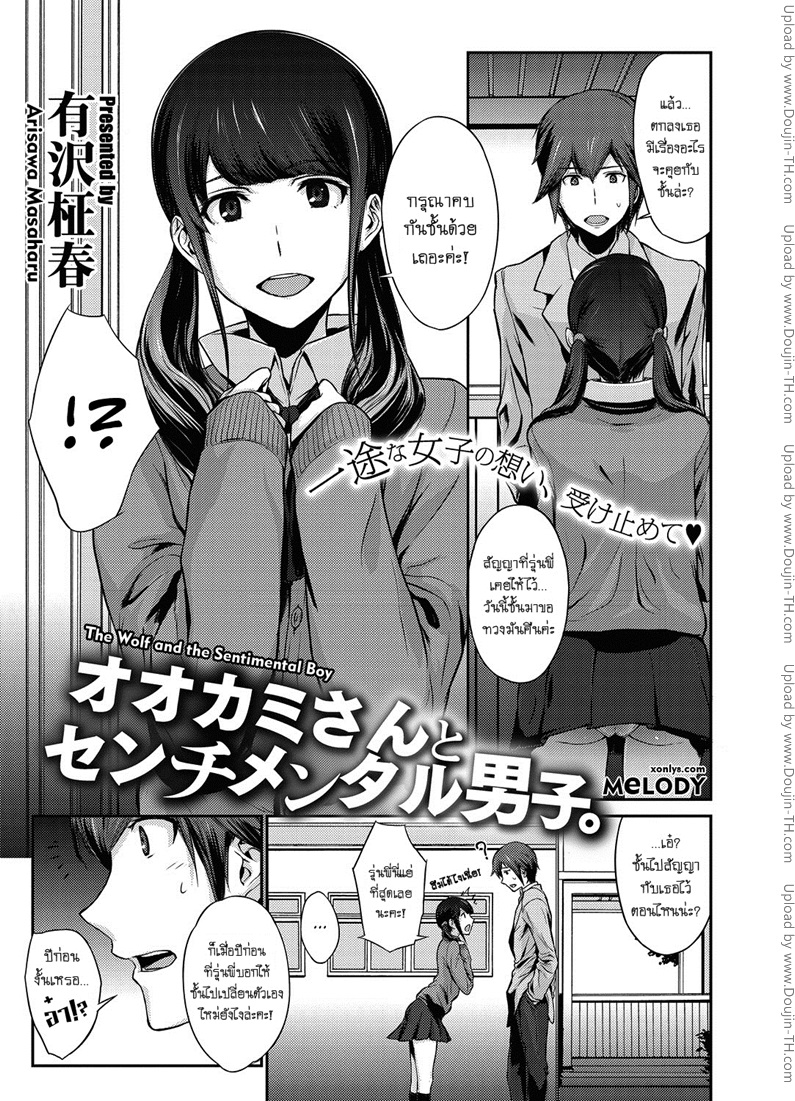 แล้ว...
ตกลงเธอ
มีเรื่องอะไร
จะคุยกับ
ชั้นล่ะ?
กรุณาคบ
กันชั้นด้วย
เถอะค่ะ!
Presented by
有沢柾春
Arisawa Masaharu
!?
一途な女子の想い、受け止めて♥
สัญญาที่รุ่นพี่
เคยให้ไว้...
วันนี้ชั้นมาขอ
ทวงมันคืนค่ะ
The Wolf and the Sentimental Boy
オオカミさんと
センチメンタル男子。
xonlys.com
MeLODY
...เอ๋?
ชั้นไปสัญญา
กับเธอไว้
ตอนไหนน่ะ?
?
รุ่นพี่นี่แย่
ที่สุดเลย
นะคะ!
...
ก็เมื่อปีก่อน
ที่รุ่นพี่บอกให้
ชั้นไปเปลี่ยนตัวเอง
ใหม่ยังไงล่ะคะ!
ปีก่อน
งั้นเหรอ...
อ๋า!?
Upload by www.Doujin-TH.com
Upload by www.Doujin-TH.com
Upload by www.Doujin-TH.com
Upload by www.Doujin-TH.com
Upload by www.Doujin-TH.com